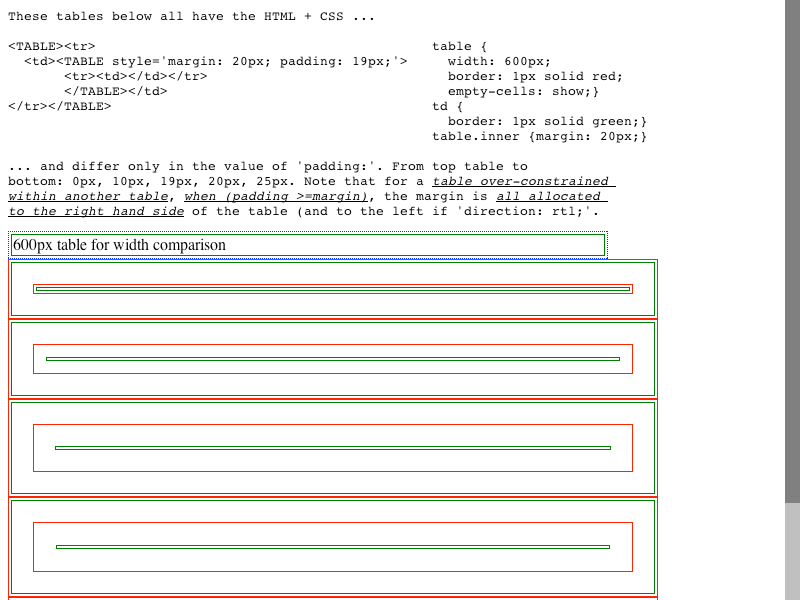 These tables below all have the HTML + CSS ...
<TABLE><tr>                                          table {
  <td><TABLE style='margin: 20px; padding: 19px;'>     width: 600px;
       <tr><td></td></tr>                              border: 1px solid red;
       </TABLE></td>                                   empty-cells: show;}
</tr></TABLE>                                        td {
                                                       border: 1px solid green;}
                                                     table.inner {margin: 20px;}
... and differ only in the value of 'padding:'. From top table to
bottom: 0px, 10px, 19px, 20px, 25px. Note that for a table over-constrained
within another table, when (padding >=margin), the margin is all allocated
to the right hand side of the table (and to the left if 'direction: rtl;'.
600px table for width comparison